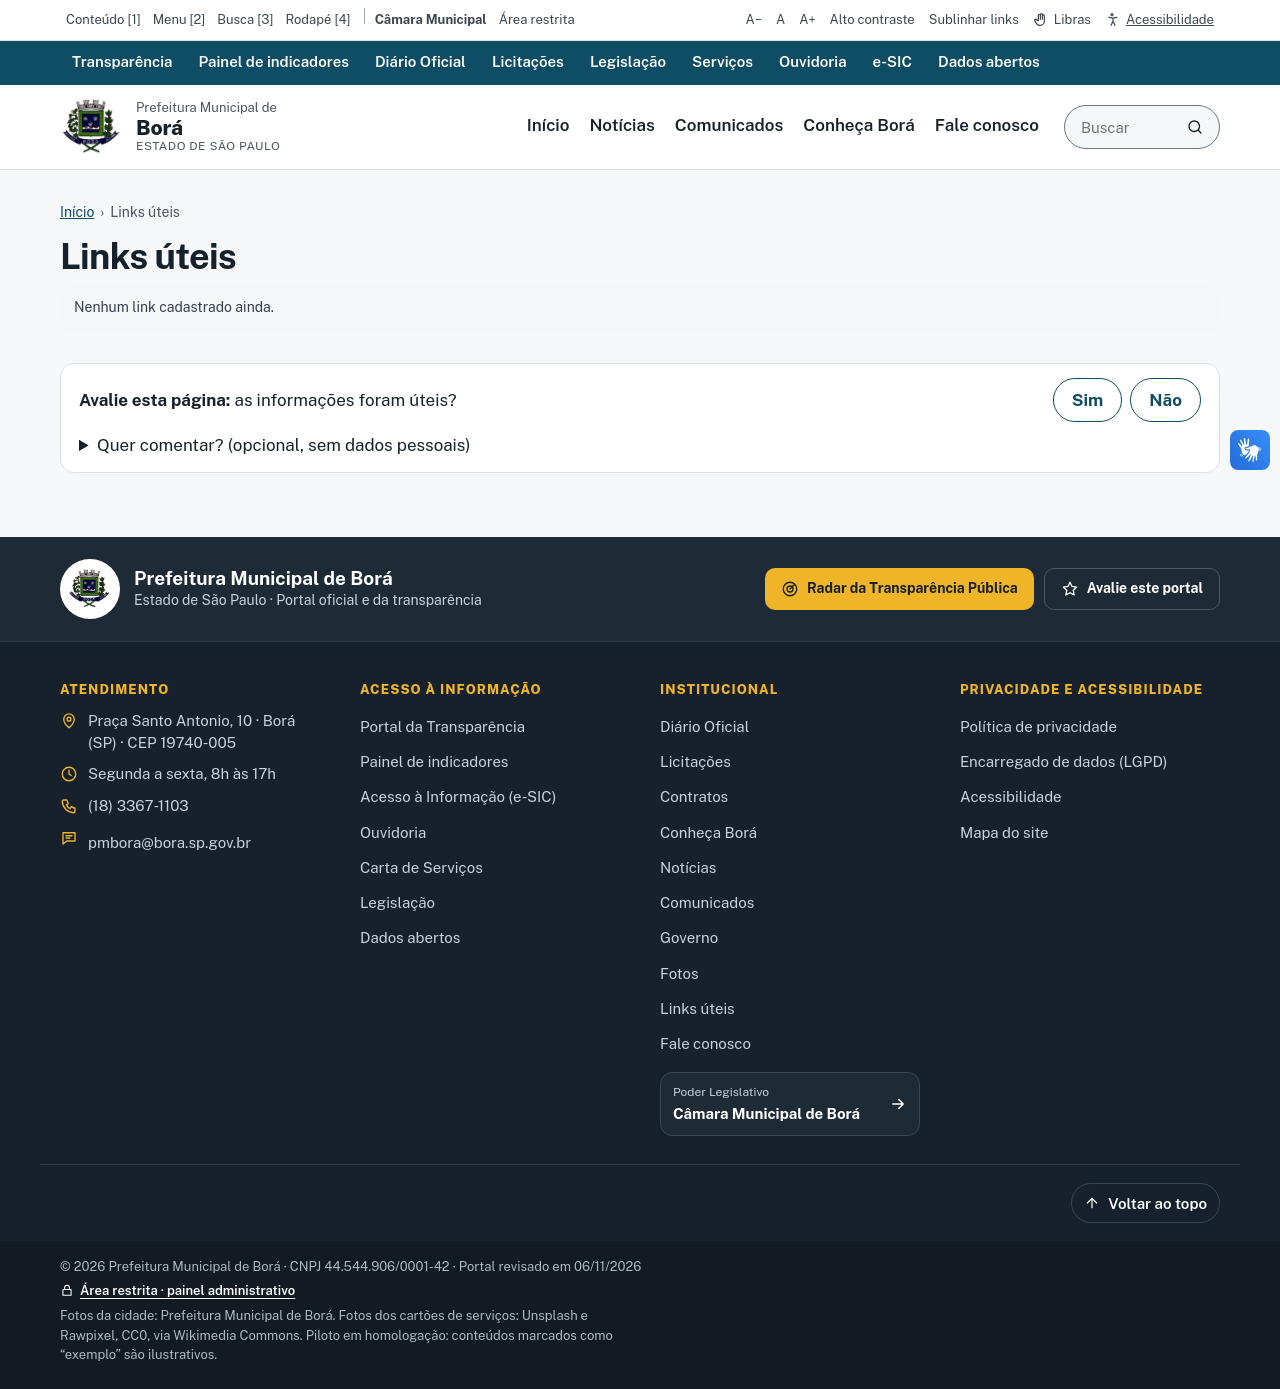 Conteúdo [1] Menu [2] Busca [3] Rodapé [4] Câmara Municipal Área restrita A− A A+ Alto contraste Sublinhar links Libras Acessibilidade
Transparência Painel de indicadores Diário Oficial Licitações Legislação Serviços Ouvidoria e-SIC Dados abertos
Prefeitura Municipal de
Borá
ESTADO DE SÃO PAULO
Início Notícias Comunicados Conheça Borá Fale conosco Buscar
Início › Links úteis
Links úteis
Nenhum link cadastrado ainda.
Avalie esta página: as informações foram úteis? Sim Não
Quer comentar? (opcional, sem dados pessoais)
Prefeitura Municipal de Borá
Estado de São Paulo · Portal oficial e da transparência
Radar da Transparência Pública Avalie este portal
ATENDIMENTO
Praça Santo Antonio, 10 · Borá
(SP) · CEP 19740-005
Segunda a sexta, 8h às 17h
(18) 3367-1103
pmbora@bora.sp.gov.br
ACESSO À INFORMAÇÃO
Portal da Transparência
Painel de indicadores
Acesso à Informação (e-SIC)
Ouvidoria
Carta de Serviços
Legislação
Dados abertos
INSTITUCIONAL
Diário Oficial
Licitações
Contratos
Conheça Borá
Notícias
Comunicados
Governo
Fotos
Links úteis
Fale conosco
Poder Legislativo
Câmara Municipal de Borá
PRIVACIDADE E ACESSIBILIDADE
Política de privacidade
Encarregado de dados (LGPD)
Acessibilidade
Mapa do site
Voltar ao topo
© 2026 Prefeitura Municipal de Borá · CNPJ 44.544.906/0001-42 · Portal revisado em 06/11/2026
Área restrita · painel administrativo
Fotos da cidade: Prefeitura Municipal de Borá. Fotos dos cartões de serviços: Unsplash e
Rawpixel, CC0, via Wikimedia Commons. Piloto em homologação: conteúdos marcados como
“exemplo” são ilustrativos.